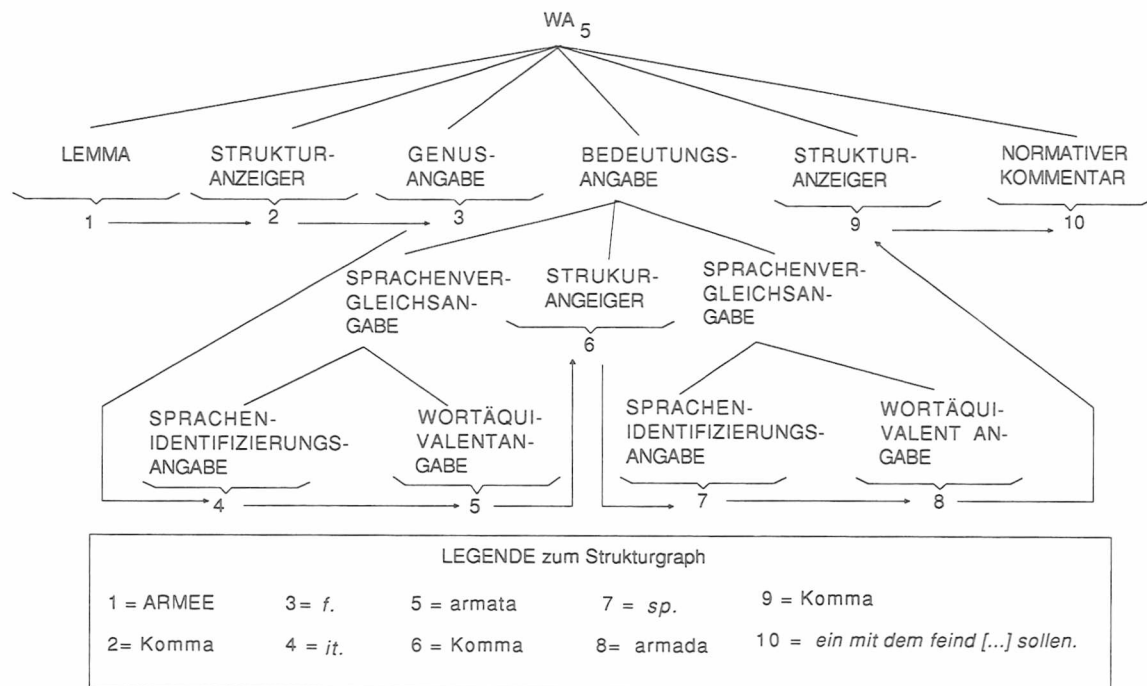 WA 5
LEMMA
STRUKTUR-
ANZEIGER
GENUS-
ANGABE
BEDEUTUNGS-
ANGABE
STRUKTUR-
ANZEIGER
NORMATIVER
KOMMENTAR
1
2
3
9
10
SPRACHENVER-
GLEICHSAN-
GABE
STRUKUR-
ANGEIGER
6
SPRACHENVER-
GLEICHSAN-
GABE
SPRACHEN-
IDENTIFIZIERUNGS-
ANGABE
4
WORTÄQUI-
VALENTAN-
GABE
5
SPRACHEN-
IDENTIFIZIERUNGS-
ANGABE
7
WORTÄQUI-
VALENT AN-
GABE
8
LEGENDE zum Strukturgraph
1 = ARMEE 3= f. 5 = armata 7 = sp. 9 = Komma
2= Komma 4 = it. 6 = Komma 8= armada 10 = ein mit dem feind [...] sollen.